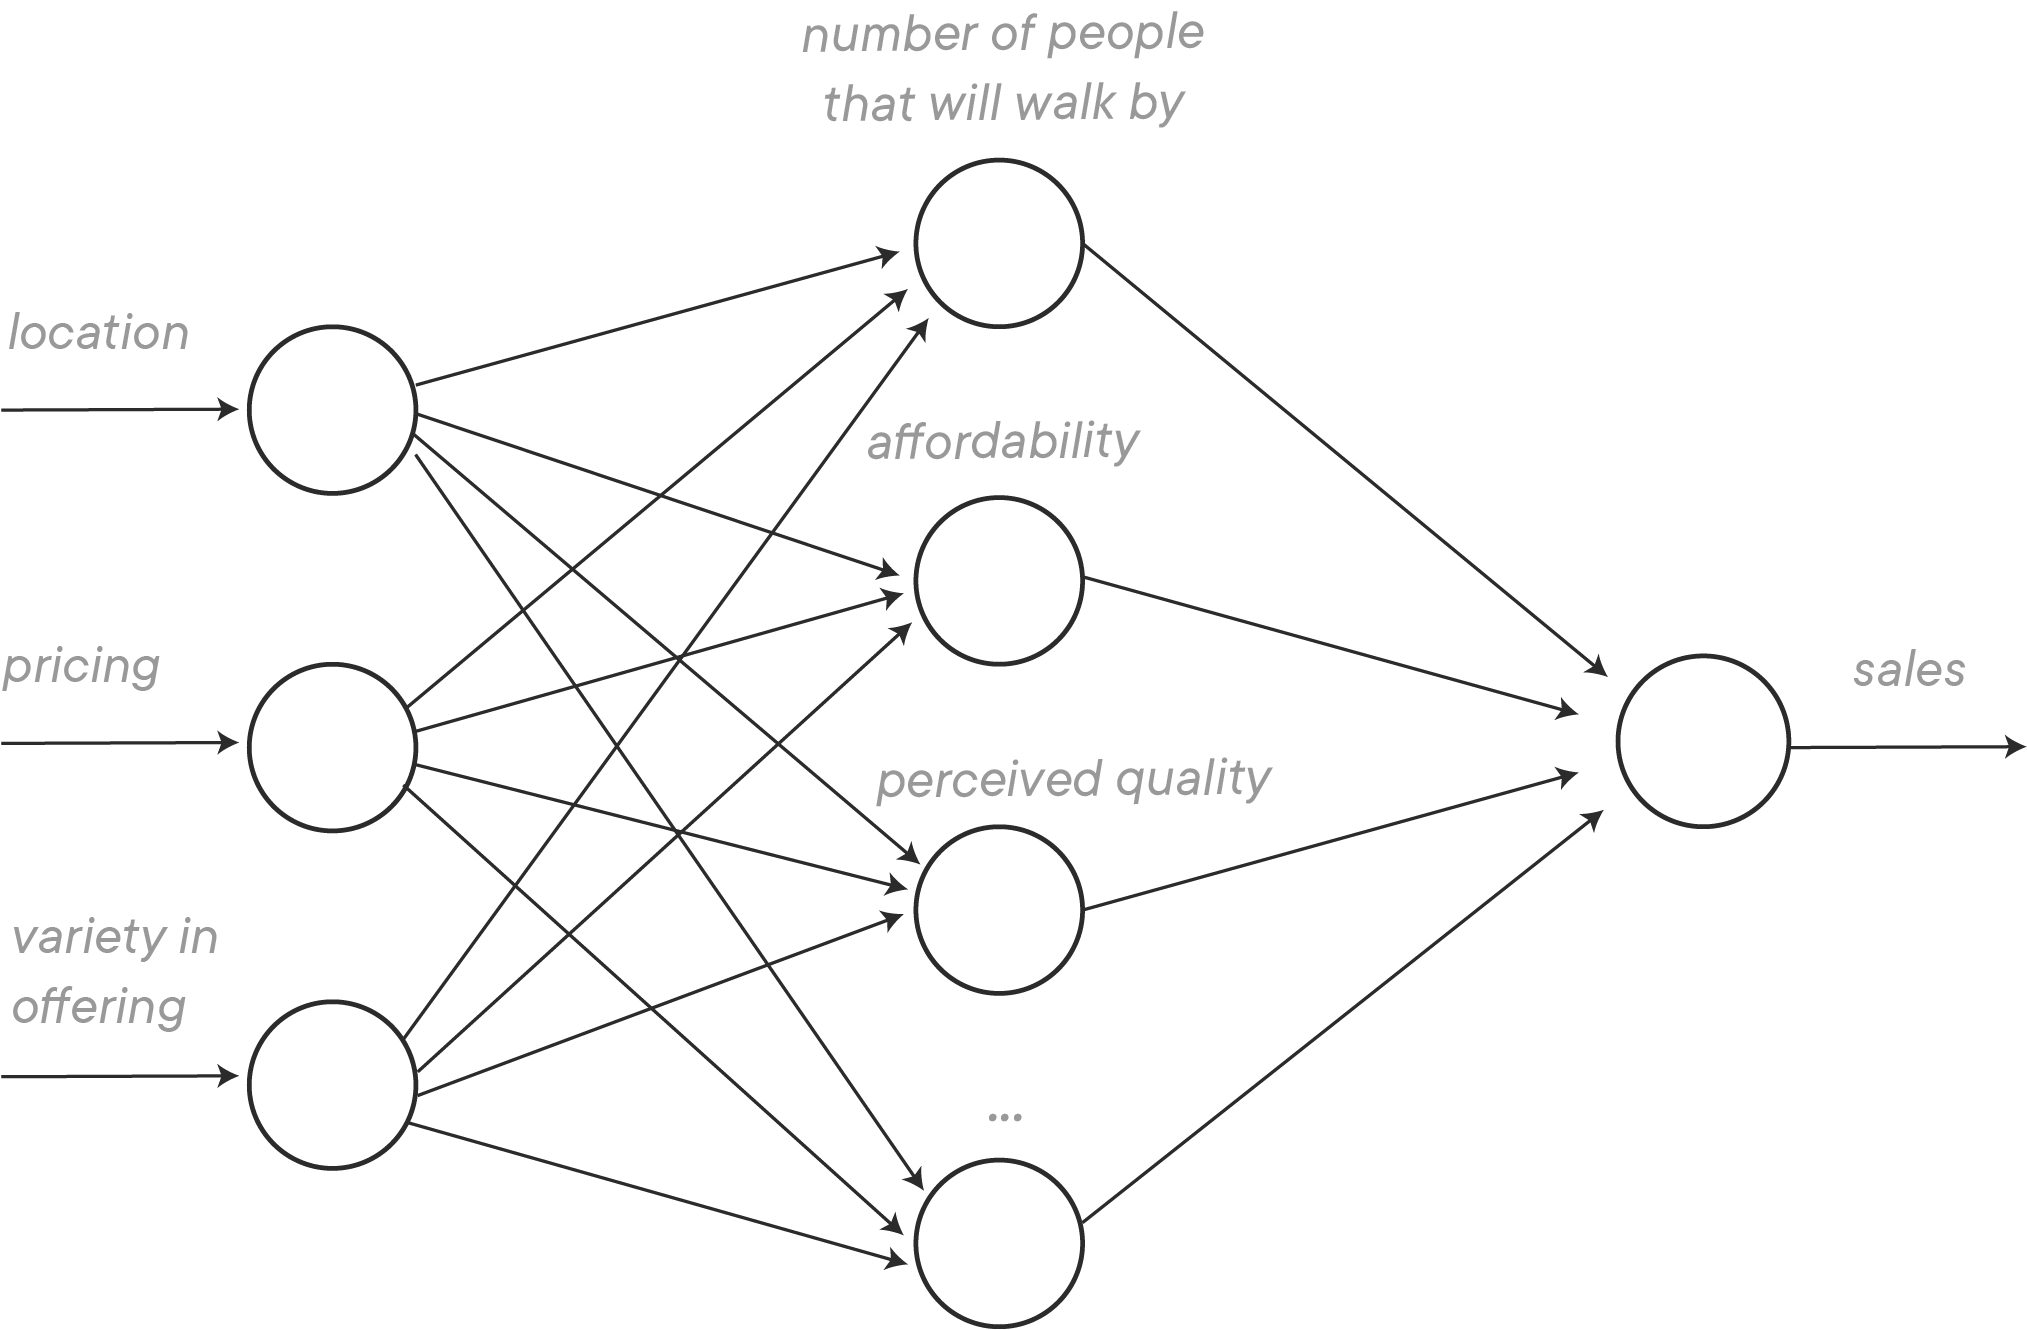 number of people
that will walk by
location
affordability
pricing
sales
perceived quality
variety in
offering
...